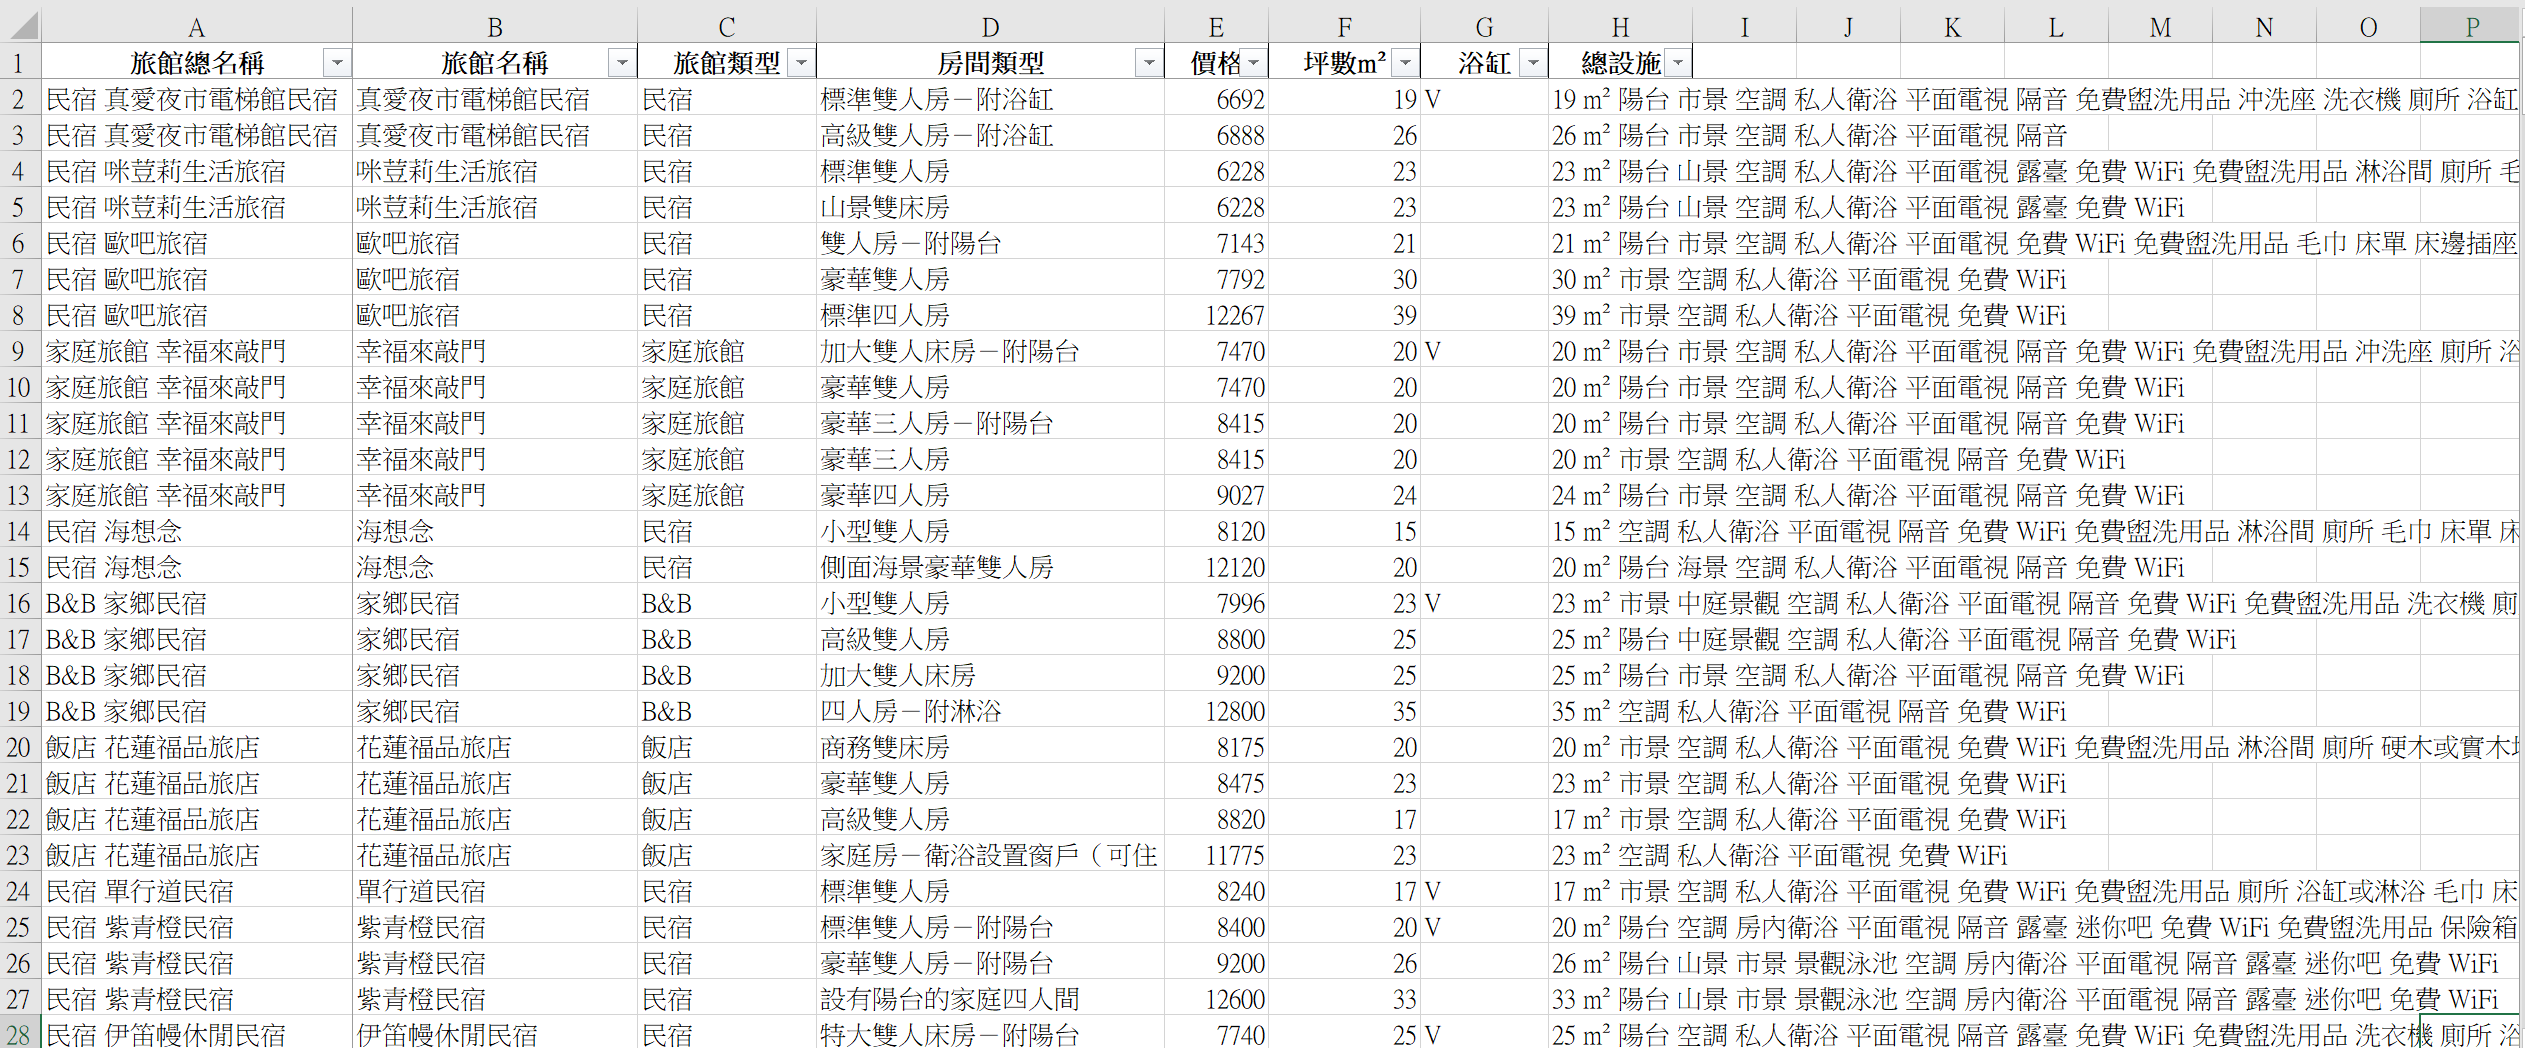 A B C D E F G H I J K L M N O P
1 旅館總名稱 旅館名稱 旅館類型 房間類型 價格 坪數m² 浴缸 總設施
2 民宿 真愛夜市電梯館民宿 真愛夜市電梯館民宿 民宿 標準雙人房－附浴缸 6692 19 V 19 m² 陽台 市景 空調 私人衛浴 平面電視 隔音 免費盥洗用品 沖洗座 洗衣機 廁所 浴缸
3 民宿 真愛夜市電梯館民宿 真愛夜市電梯館民宿 民宿 高級雙人房－附浴缸 6888 26 26 m² 陽台 市景 空調 私人衛浴 平面電視 隔音
4 民宿 咪荳莉生活旅宿 咪荳莉生活旅宿 民宿 標準雙人房 6228 23 23 m² 陽台 山景 空調 私人衛浴 平面電視 露臺 免費 WiFi 免費盥洗用品 淋浴間 廁所 毛
5 民宿 咪荳莉生活旅宿 咪荳莉生活旅宿 民宿 山景雙床房 6228 23 23 m² 陽台 山景 空調 私人衛浴 平面電視 露臺 免費 WiFi
6 民宿 歐吧旅宿 歐吧旅宿 民宿 雙人房－附陽台 7143 21 21 m² 陽台 市景 空調 私人衛浴 平面電視 免費 WiFi 免費盥洗用品 毛巾 床單 床邊插座
7 民宿 歐吧旅宿 歐吧旅宿 民宿 豪華雙人房 7792 30 30 m² 市景 空調 私人衛浴 平面電視 免費 WiFi
8 民宿 歐吧旅宿 歐吧旅宿 民宿 標準四人房 12267 39 39 m² 市景 空調 私人衛浴 平面電視 免費 WiFi
9 家庭旅館 幸福來敲門 幸福來敲門 家庭旅館 加大雙人床房－附陽台 7470 20 V 20 m² 陽台 市景 空調 私人衛浴 平面電視 隔音 免費 WiFi 免費盥洗用品 沖洗座 廁所 浴
10 家庭旅館 幸福來敲門 幸福來敲門 家庭旅館 豪華雙人房 7470 20 20 m² 陽台 市景 空調 私人衛浴 平面電視 隔音 免費 WiFi
11 家庭旅館 幸福來敲門 幸福來敲門 家庭旅館 豪華三人房－附陽台 8415 20 20 m² 陽台 市景 空調 私人衛浴 平面電視 隔音 免費 WiFi
12 家庭旅館 幸福來敲門 幸福來敲門 家庭旅館 豪華三人房 8415 20 20 m² 市景 空調 私人衛浴 平面電視 隔音 免費 WiFi
13 家庭旅館 幸福來敲門 幸福來敲門 家庭旅館 豪華四人房 9027 24 24 m² 陽台 市景 空調 私人衛浴 平面電視 隔音 免費 WiFi
14 民宿 海想念 海想念 民宿 小型雙人房 8120 15 15 m² 空調 私人衛浴 平面電視 隔音 免費 WiFi 免費盥洗用品 淋浴間 廁所 毛巾 床單 床
15 民宿 海想念 海想念 民宿 側面海景豪華雙人房 12120 20 20 m² 陽台 海景 空調 私人衛浴 平面電視 隔音 免費 WiFi
16 B&B 家鄉民宿 家鄉民宿 B&B 小型雙人房 7996 23 V 23 m² 市景 中庭景觀 空調 私人衛浴 平面電視 隔音 免費 WiFi 免費盥洗用品 洗衣機 廁
17 B&B 家鄉民宿 家鄉民宿 B&B 高級雙人房 8800 25 25 m² 陽台 中庭景觀 空調 私人衛浴 平面電視 隔音 免費 WiFi
18 B&B 家鄉民宿 家鄉民宿 B&B 加大雙人床房 9200 25 25 m² 陽台 市景 空調 私人衛浴 平面電視 隔音 免費 WiFi
19 B&B 家鄉民宿 家鄉民宿 B&B 四人房－附淋浴 12800 35 35 m² 空調 私人衛浴 平面電視 隔音 免費 WiFi
20 飯店 花蓮福品旅店 花蓮福品旅店 飯店 商務雙床房 8175 20 20 m² 市景 空調 私人衛浴 平面電視 免費 WiFi 免費盥洗用品 淋浴間 廁所 硬木或實木
21 飯店 花蓮福品旅店 花蓮福品旅店 飯店 豪華雙人房 8475 23 23 m² 市景 空調 私人衛浴 平面電視 免費 WiFi
22 飯店 花蓮福品旅店 花蓮福品旅店 飯店 高級雙人房 8820 17 17 m² 市景 空調 私人衛浴 平面電視 免費 WiFi
23 飯店 花蓮福品旅店 花蓮福品旅店 飯店 家庭房－衛浴設置窗戶（可住 11775 23 23 m² 空調 私人衛浴 平面電視 免費 WiFi
24 民宿 單行道民宿 單行道民宿 民宿 標準雙人房 8240 17 V 17 m² 市景 空調 私人衛浴 平面電視 免費 WiFi 免費盥洗用品 廁所 浴缸或淋浴 毛巾 床
25 民宿 紫青橙民宿 紫青橙民宿 民宿 標準雙人房－附陽台 8400 20 V 20 m² 陽台 空調 房內衛浴 平面電視 隔音 露臺 迷你吧 免費 WiFi 免費盥洗用品 保險箱
26 民宿 紫青橙民宿 紫青橙民宿 民宿 豪華雙人房－附陽台 9200 26 26 m² 陽台 山景 市景 景觀泳池 空調 房內衛浴 平面電視 隔音 露臺 迷你吧 免費 WiFi
27 民宿 紫青橙民宿 紫青橙民宿 民宿 設有陽台的家庭四人間 12600 33 33 m² 陽台 山景 市景 景觀泳池 空調 房內衛浴 平面電視 隔音 露臺 迷你吧 免費 WiFi
28 民宿 伊笛幔休閒民宿 伊笛幔休閒民宿 民宿 特大雙人床房－附陽台 7740 25 V 25 m² 陽台 空調 私人衛浴 平面電視 隔音 露臺 免費 WiFi 免費盥洗用品 洗衣機 廁所 浴